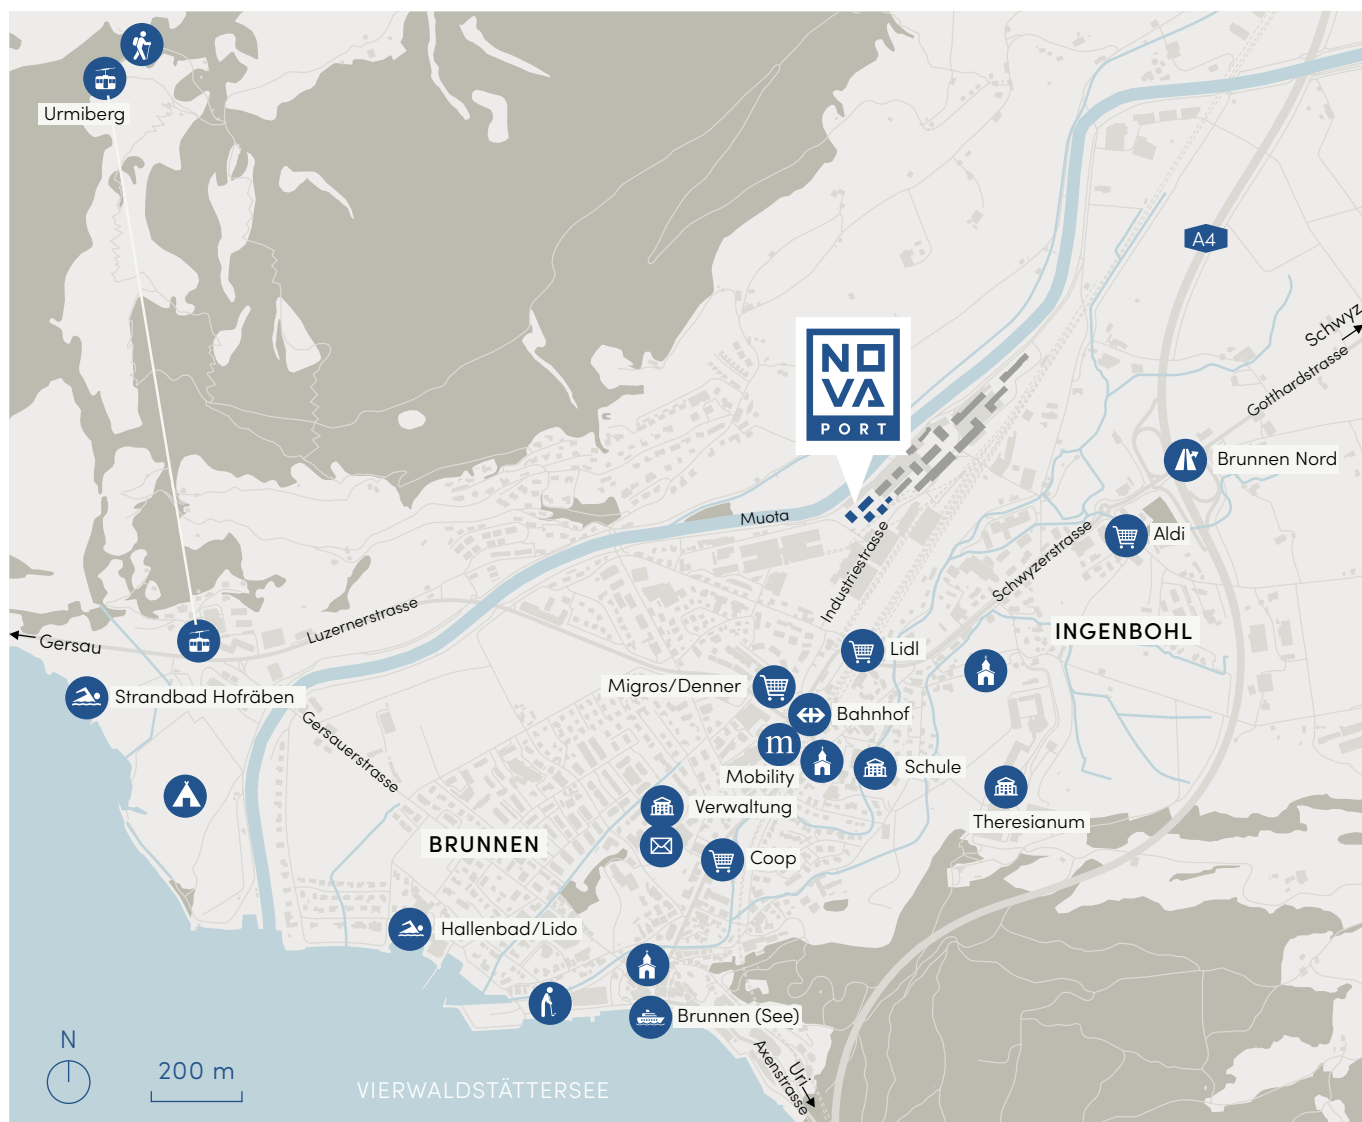 Urmiberg
A4
Schwyz
Gotthardstrasse
NO
VA
PORT
Brunnen Nord
Muota
Industriestrasse
Schwyzerstrasse
Aldi
Luzernerstrasse
Gersau
INGENBOHL
Lidl
Strandbad Hofräben
Migros/Denner
Bahnhof
Gersauerstrasse
m
Mobility
Schule
Verwaltung
Theresianum
BRUNNEN
Coop
Hallenbad/Lido
Brunnen (See)
N
200 m
VIERWALDSTÄTTERSEE
Uri
Axenstrasse